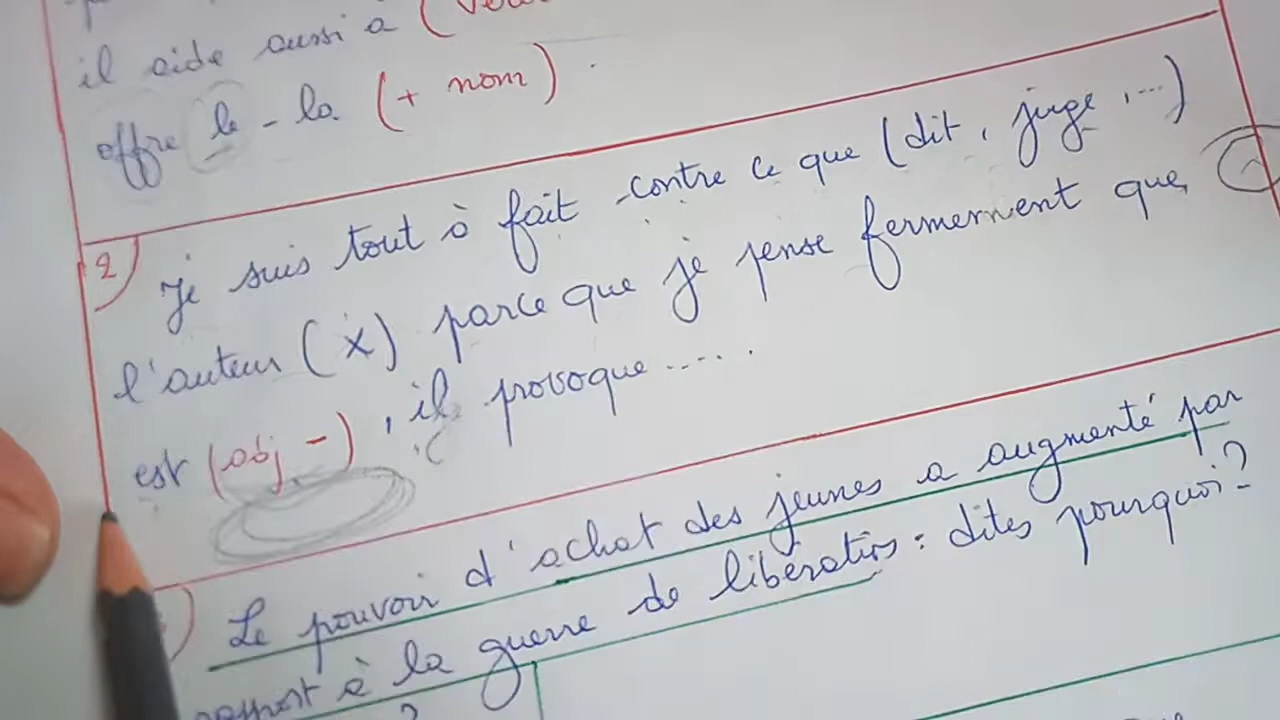 il aide aussi à (
offre le - la (+ nom).
2) Je suis tout à fait contre ce que (dit, juge, ...)
l'auteur (X) parce que je pense fermement que
est (adj -), il provoque .....
Le pouvoir d'achat des jeunes a augmenté par
rapport à la guerre de libération : dites pourquoi?
?